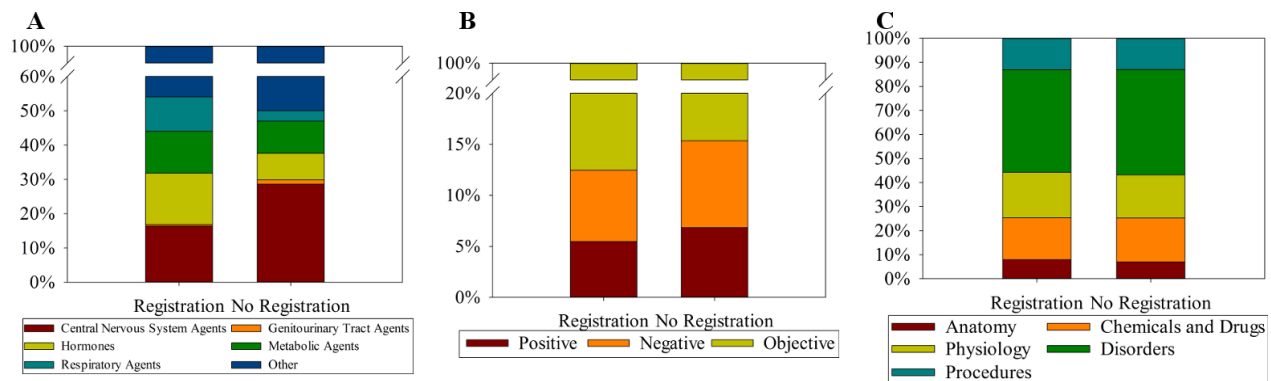 A
100%
60%
50%
40%
30%
20%
10%
0%
Registration No Registration
Central Nervous System Agents Genitourinary Tract Agents
Hormones Metabolic Agents
Respiratory Agents Other
B
100%
20%
15%
10%
5%
0%
Registration No Registration
Positive Negative Objective
C
100%
90%
80%
70%
60%
50%
40%
30%
20%
10%
0%
Registration No Registration
Anatomy Chemicals and Drugs
Physiology Disorders
Procedures